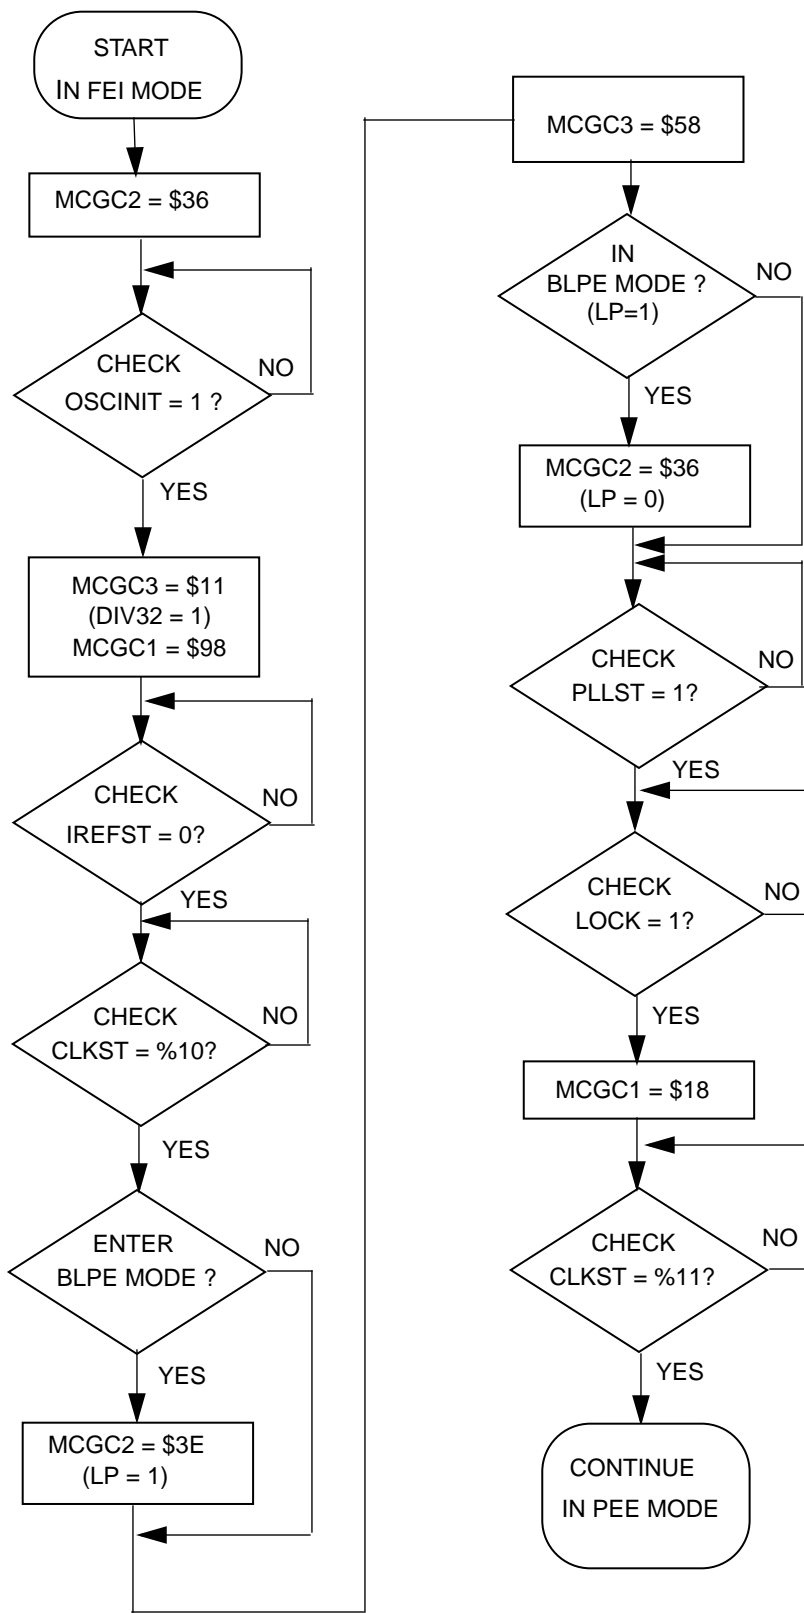 START
IN FEI MODE
MCGC2 = $36
CHECK
OSCINIT = 1 ?
NO
YES
MCGC3 = $11
(DIV32 = 1)
MCGC1 = $98
CHECK
IREFST = 0?
NO
YES
CHECK
CLKST = %10?
NO
YES
ENTER
BLPE MODE ?
NO
YES
MCGC2 = $3E
(LP = 1)
MCGC3 = $58
IN
BLPE MODE ?
(LP=1)
NO
YES
MCGC2 = $36
(LP = 0)
CHECK
PLLST = 1?
NO
YES
CHECK
LOCK = 1?
NO
YES
MCGC1 = $18
CHECK
CLKST = %11?
NO
YES
CONTINUE
IN PEE MODE